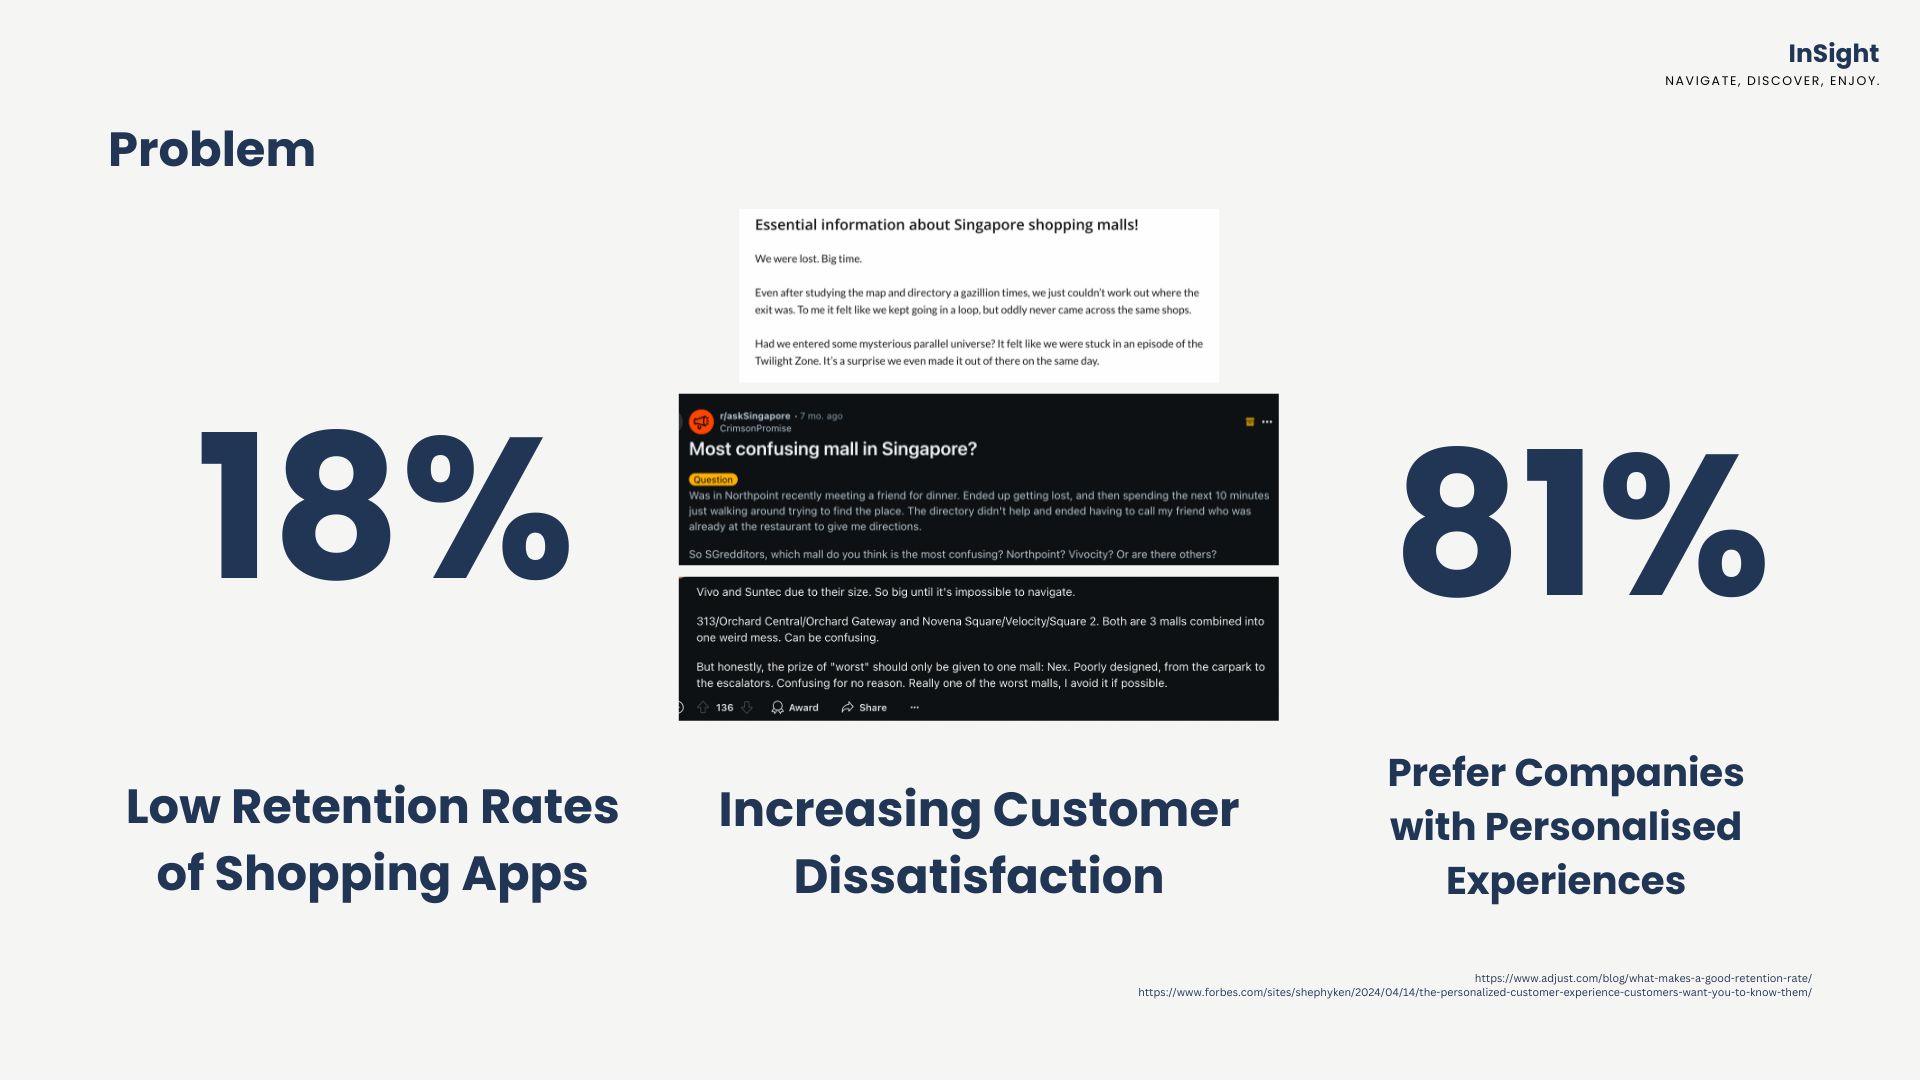 InSight
NAVIGATE, DISCOVER, ENJOY.
Problem
18%
Low Retention Rates
of Shopping Apps
Essential information about Singapore shopping malls!
We were lost. Big time.
Even after studying the map and directory a gazillion times, we just couldn't work out where the
exit was. To me it felt like we kept going in a loop, but oddly never came across the same shops.
Had we entered some mysterious parallel universe? It felt like we were stuck in an episode of the
Twilight Zone. It's a surprise we even made it out of there on the same day.
r/askSingapore • 7 mo. ago
CrimsonPromise
Most confusing mall in Singapore?
Question
Was in Northpoint recently meeting a friend for dinner. Ended up getting lost, and then spending the next 10 minutes
just walking around trying to find the place. The directory didn't help and ended having to call my friend who was
already at the restaurant to give me directions.
So SGredditors, which mall do you think is the most confusing? Northpoint? Vivocity? Or are there others?
Vivo and Suntec due to their size. So big until it's impossible to navigate.
313/Orchard Central/Orchard Gateway and Novena Square/Velocity/Square 2. Both are 3 malls combined into
one weird mess. Can be confusing.
But honestly, the prize of "worst" should only be given to one mall: Nex. Poorly designed, from the carpark to
the escalators. Confusing for no reason. Really one of the worst malls, I avoid it if possible.
136 Award Share
Increasing Customer
Dissatisfaction
81%
Prefer Companies
with Personalised
Experiences
https://www.adjust.com/blog/what-makes-a-good-retention-rate/
https://www.forbes.com/sites/shephyken/2024/04/14/the-personalized-customer-experience-customers-want-you-to-know-them/